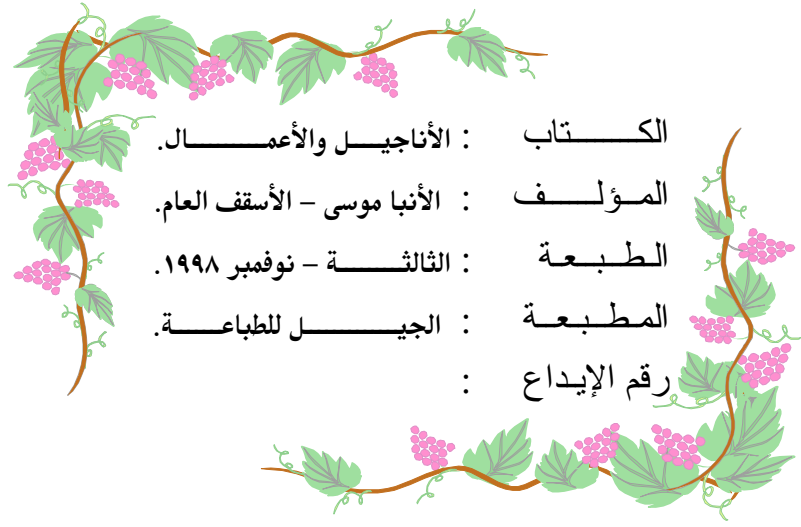 الكتاب : الأناجيل والأعمال.
المؤلف : الأنبا موسى – الأسقف العام.
الطبعة : الثالثة – نوفمبر ١٩٩٨.
المطبعة : الجيل للطباعة.
رقم الإيداع :